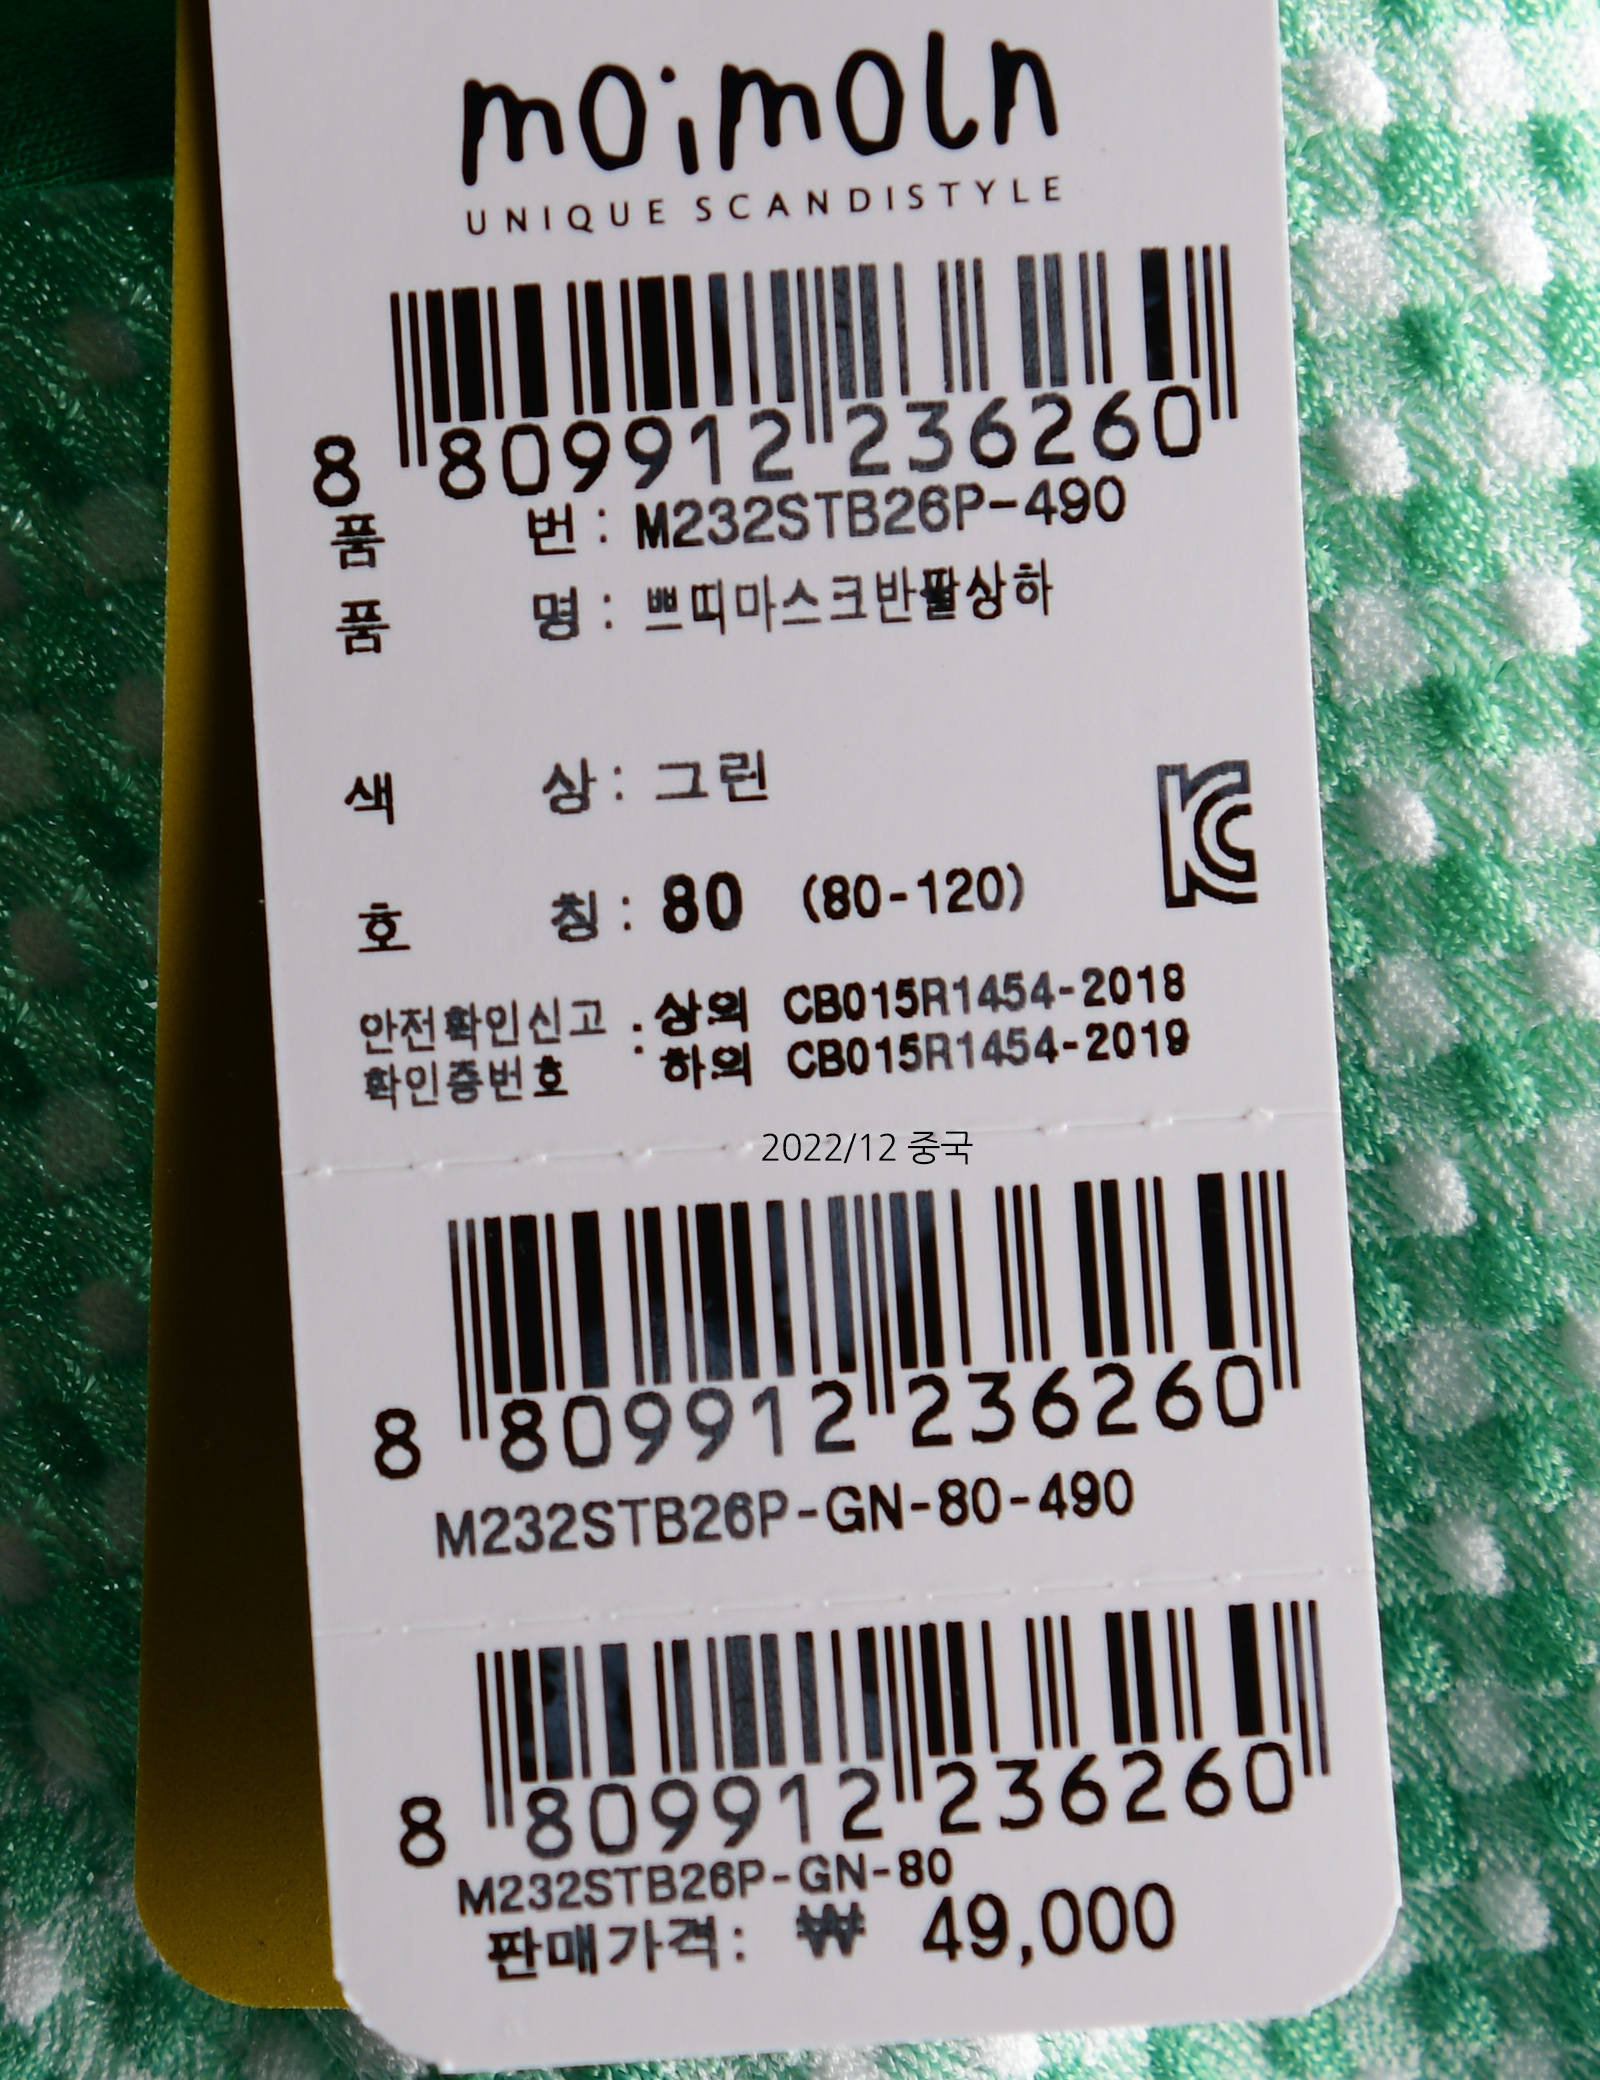 moimoln
UNIQUE SCANDISTYLE
8 809912 236260
품 번 : M232STB26P-490
품 명 : 쁘띠마스크반팔상하
색 상 : 그린
호 칭 : 80 (80-120)
안전확인신고 확인증번호 : 상의 CB015R1454-2018
하의 CB015R1454-2019
2022/12 중국
8 809912 236260
M232STB26P-GN-80-490
8 809912 236260
M232STB26P-GN-80
판매가격: ₩ 49,000